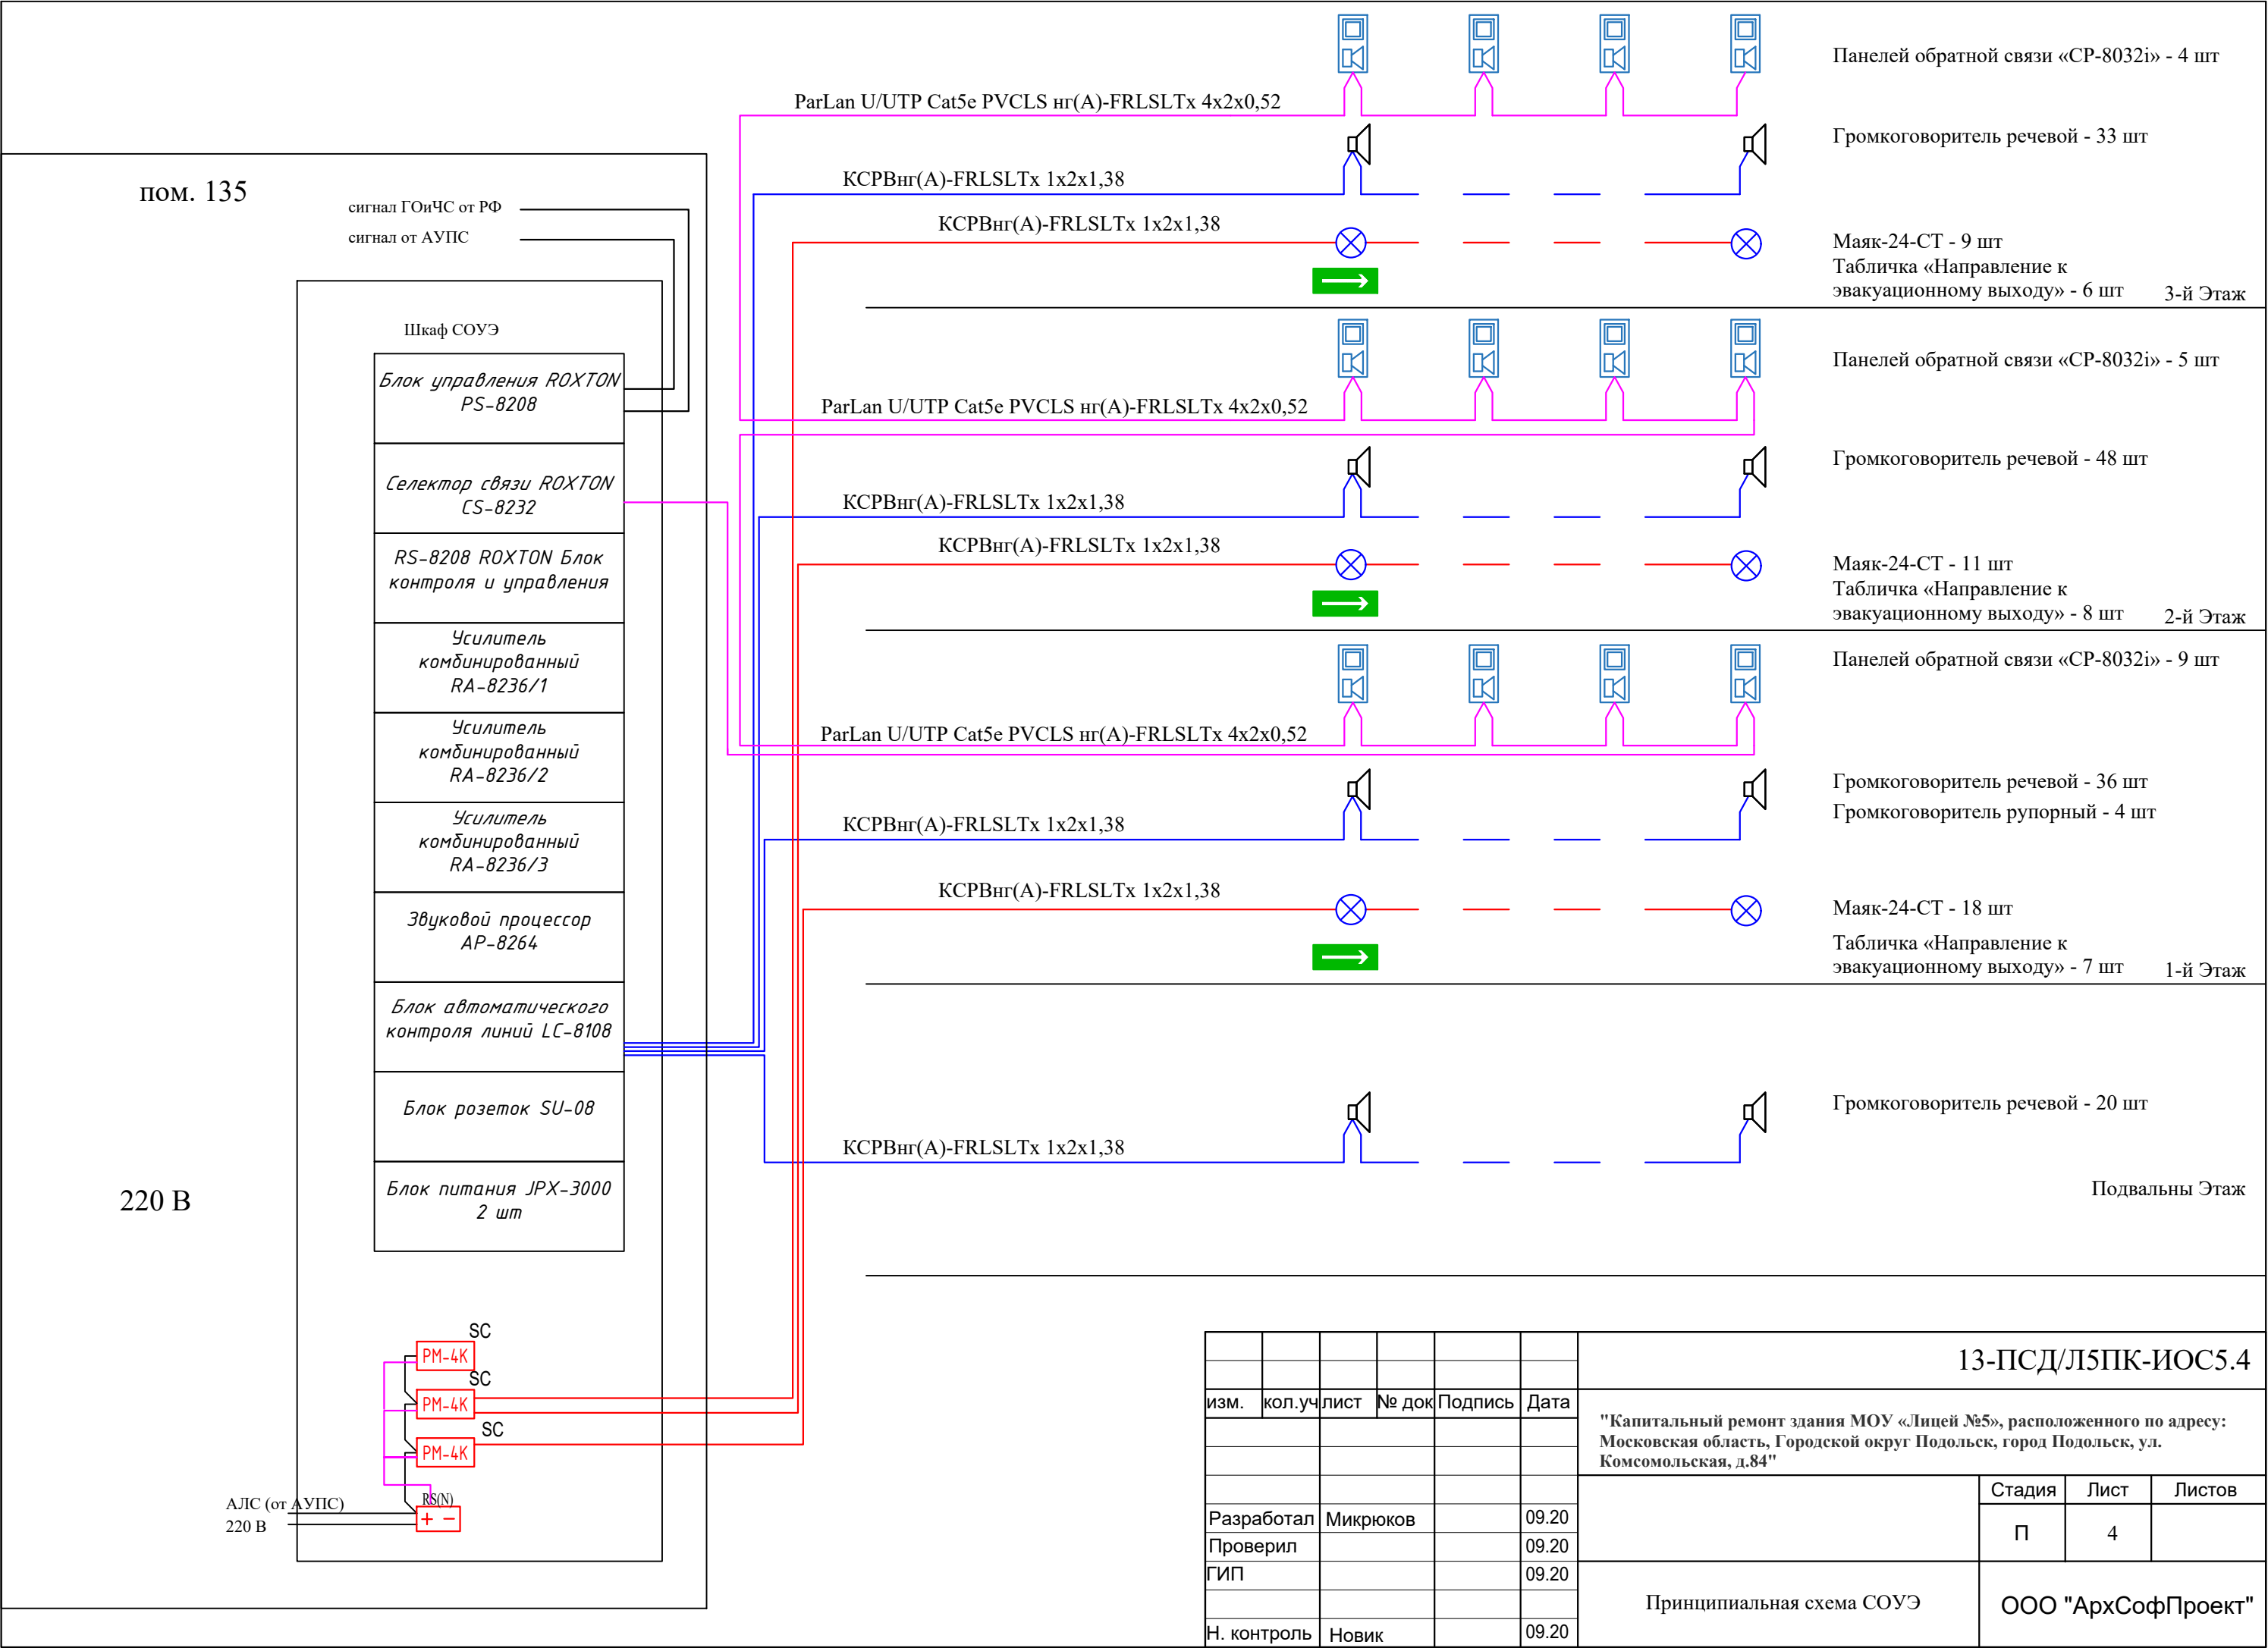 пом. 135
сигнал ГОиЧС от РФ
сигнал от АУПС
Шкаф СОУЭ
Блок управления ROXTON
PS-8208
Селектор связи ROXTON
CS-8232
RS-8208 ROXTON Блок
контроля и управления
Усилитель
комбинированный
RA-8236/1
Усилитель
комбинированный
RA-8236/2
Усилитель
комбинированный
RA-8236/3
Звуковой процессор
AP-8264
Блок автоматического
контроля линий LC-8108
Блок розеток SU-08
Блок питания JPX-3000
2 шт
220 В
SC
РМ-4К
SC
РМ-4К
SC
РМ-4К
RS(N)
+ -
АЛС (от АУПС)
220 В
ParLan U/UTP Cat5e PVCLS нг(А)-FRLSLTx 4x2x0,52
Панелей обратной связи «CP-8032i» - 4 шт
Громкоговоритель речевой - 33 шт
КСРВнг(А)-FRLSLTx 1x2x1,38
КСРВнг(А)-FRLSLTx 1x2x1,38
Маяк-24-СТ - 9 шт
Табличка «Направление к
эвакуационному выходу» - 6 шт
3-й Этаж
Панелей обратной связи «CP-8032i» - 5 шт
ParLan U/UTP Cat5e PVCLS нг(А)-FRLSLTx 4x2x0,52
Громкоговоритель речевой - 48 шт
КСРВнг(А)-FRLSLTx 1x2x1,38
КСРВнг(А)-FRLSLTx 1x2x1,38
Маяк-24-СТ - 11 шт
Табличка «Направление к
эвакуационному выходу» - 8 шт
2-й Этаж
Панелей обратной связи «CP-8032i» - 9 шт
ParLan U/UTP Cat5e PVCLS нг(А)-FRLSLTx 4x2x0,52
Громкоговоритель речевой - 36 шт
Громкоговоритель рупорный - 4 шт
КСРВнг(А)-FRLSLTx 1x2x1,38
КСРВнг(А)-FRLSLTx 1x2x1,38
Маяк-24-СТ - 18 шт
Табличка «Направление к
эвакуационному выходу» - 7 шт
1-й Этаж
Громкоговоритель речевой - 20 шт
КСРВнг(А)-FRLSLTx 1x2x1,38
Подвальны Этаж
13-ПСД/Л5ПК-ИОС5.4
изм. кол.уч лист № док Подпись Дата
"Капитальный ремонт здания МОУ «Лицей №5», расположенного по адресу:
Московская область, Городской округ Подольск, город Подольск, ул.
Комсомольская, д.84"
Стадия Лист Листов
П 4
Разработал Микрюков 09.20
Проверил 09.20
ГИП 09.20
Н. контроль Новик 09.20
Принципиальная схема СОУЭ
ООО "АрхСофПроект"